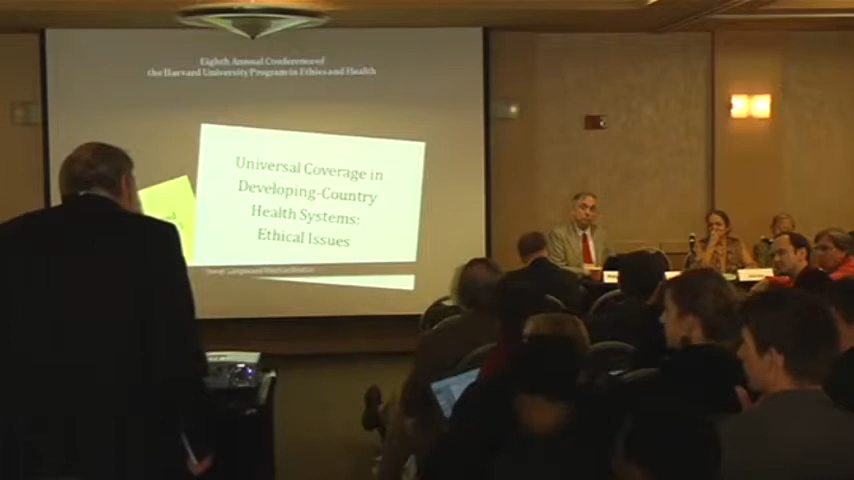 Eighth Annual Conference of
the Harvard University Program in Ethics and Health
Universal Coverage in
Developing-Country
Health Systems:
Ethical Issues